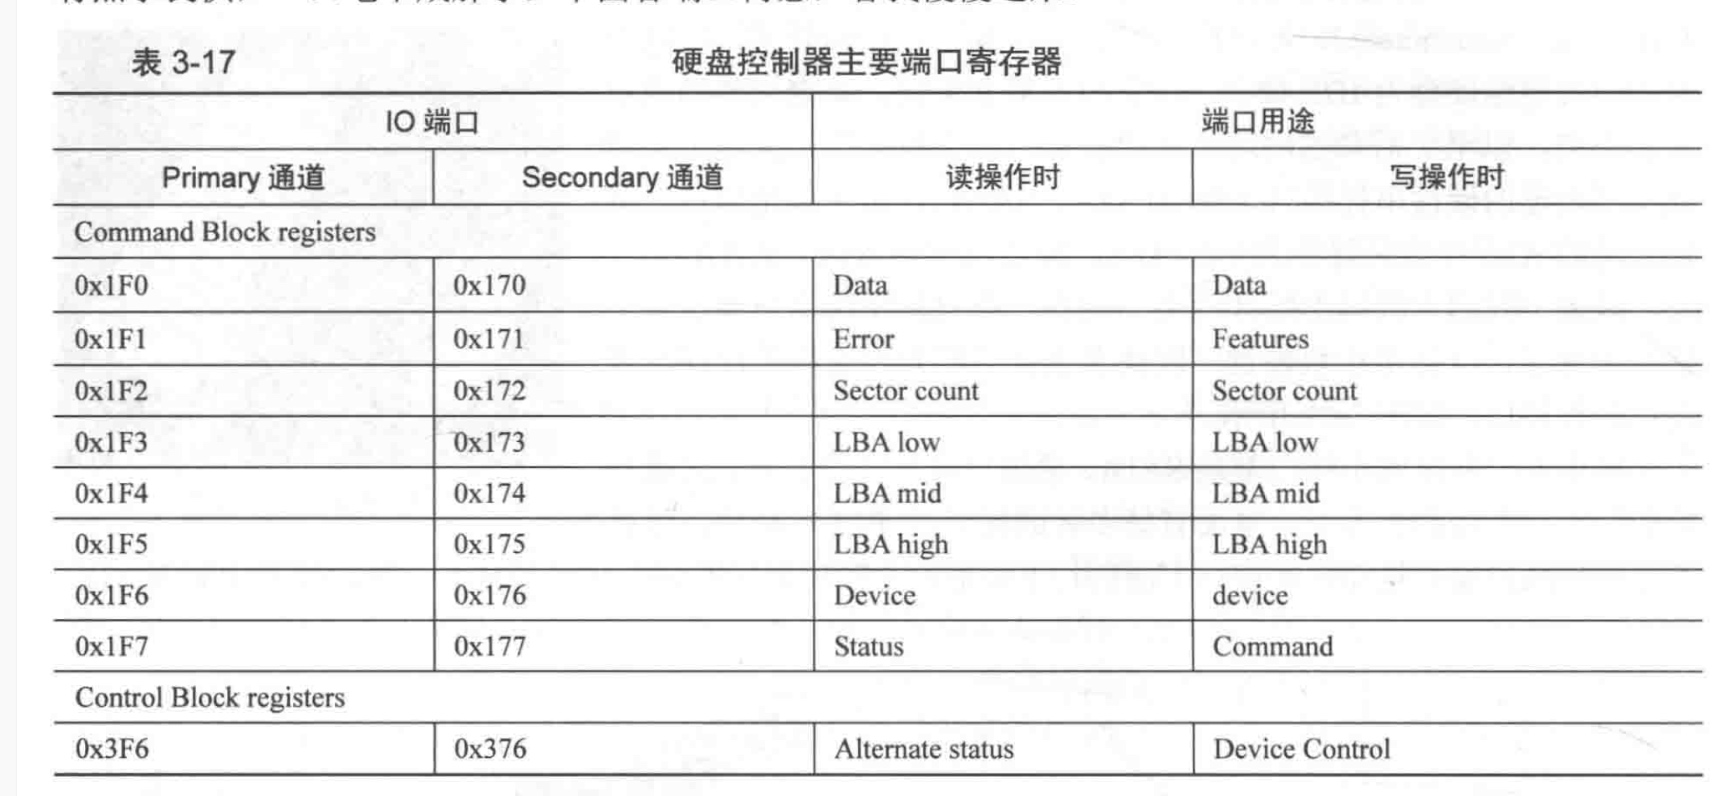 表 3-17 硬盘控制器主要端口寄存器
IO 端口 端口用途
Primary 通道 Secondary 通道 读操作时 写操作时
Command Block registers
0x1F0 0x170 Data Data
0x1F1 0x171 Error Features
0x1F2 0x172 Sector count Sector count
0x1F3 0x173 LBA low LBA low
0x1F4 0x174 LBA mid LBA mid
0x1F5 0x175 LBA high LBA high
0x1F6 0x176 Device device
0x1F7 0x177 Status Command
Control Block registers
0x3F6 0x376 Alternate status Device Control